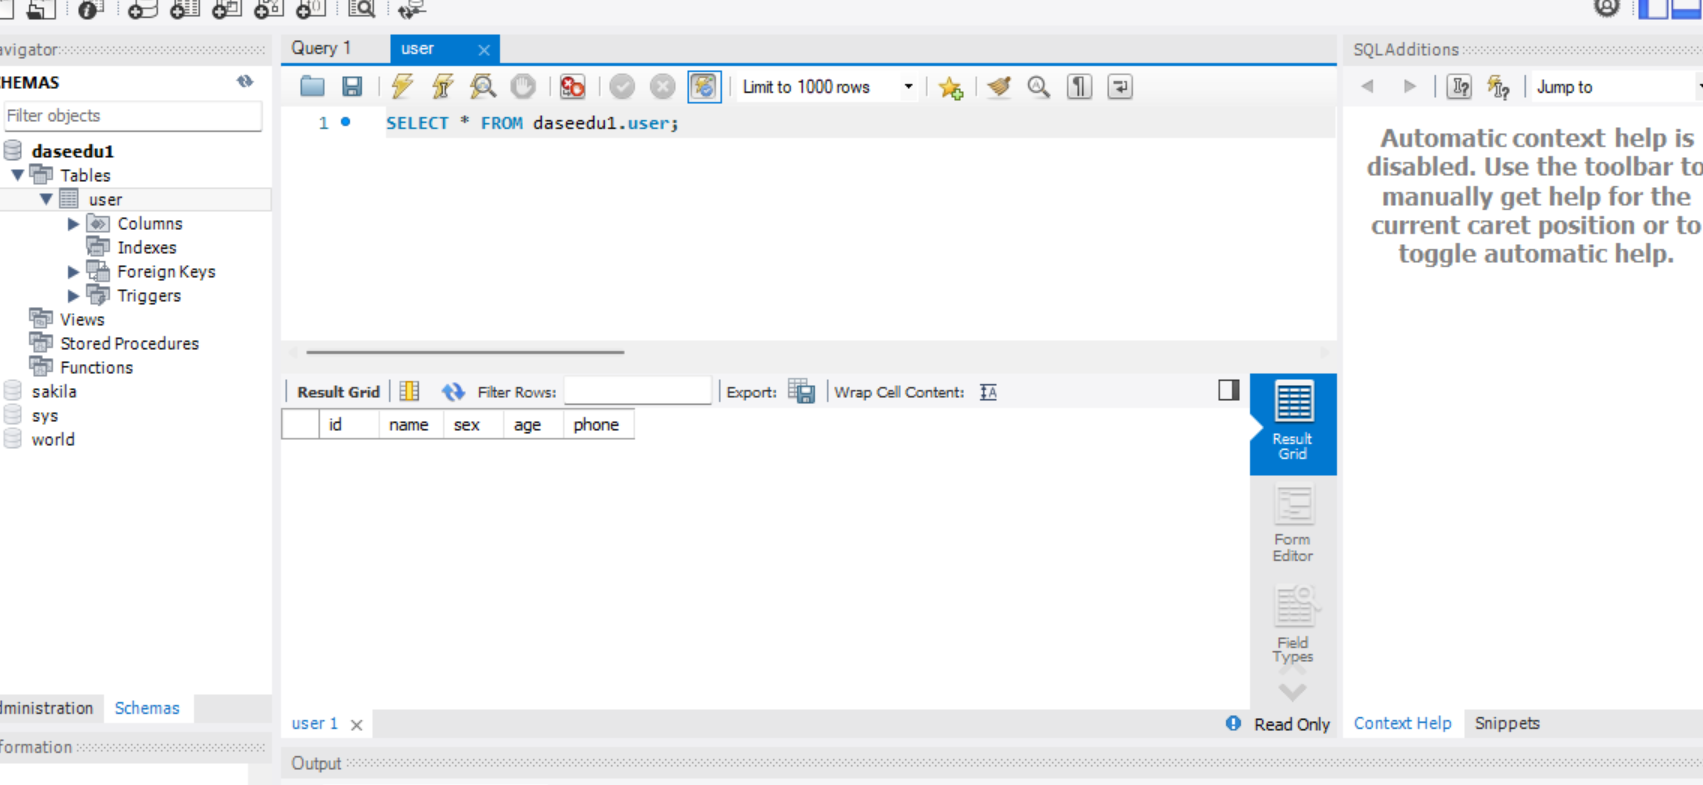 avigator
Query 1
user
SQLAdditions
HEMAS
Limit to 1000 rows
Jump to
Filter objects
1
SELECT * FROM daseedu1.user;
daseedu1
Tables
user
Columns
Indexes
Foreign Keys
Triggers
Views
Stored Procedures
Functions
sakila
sys
world
Automatic context help is
disabled. Use the toolbar to
manually get help for the
current caret position or to
toggle automatic help.
Result Grid
Filter Rows:
Export:
Wrap Cell Content:
id name sex age phone
Result
Grid
Form
Editor
Field
Types
dministration
Schemas
user 1
Read Only
Context Help
Snippets
formation
Output